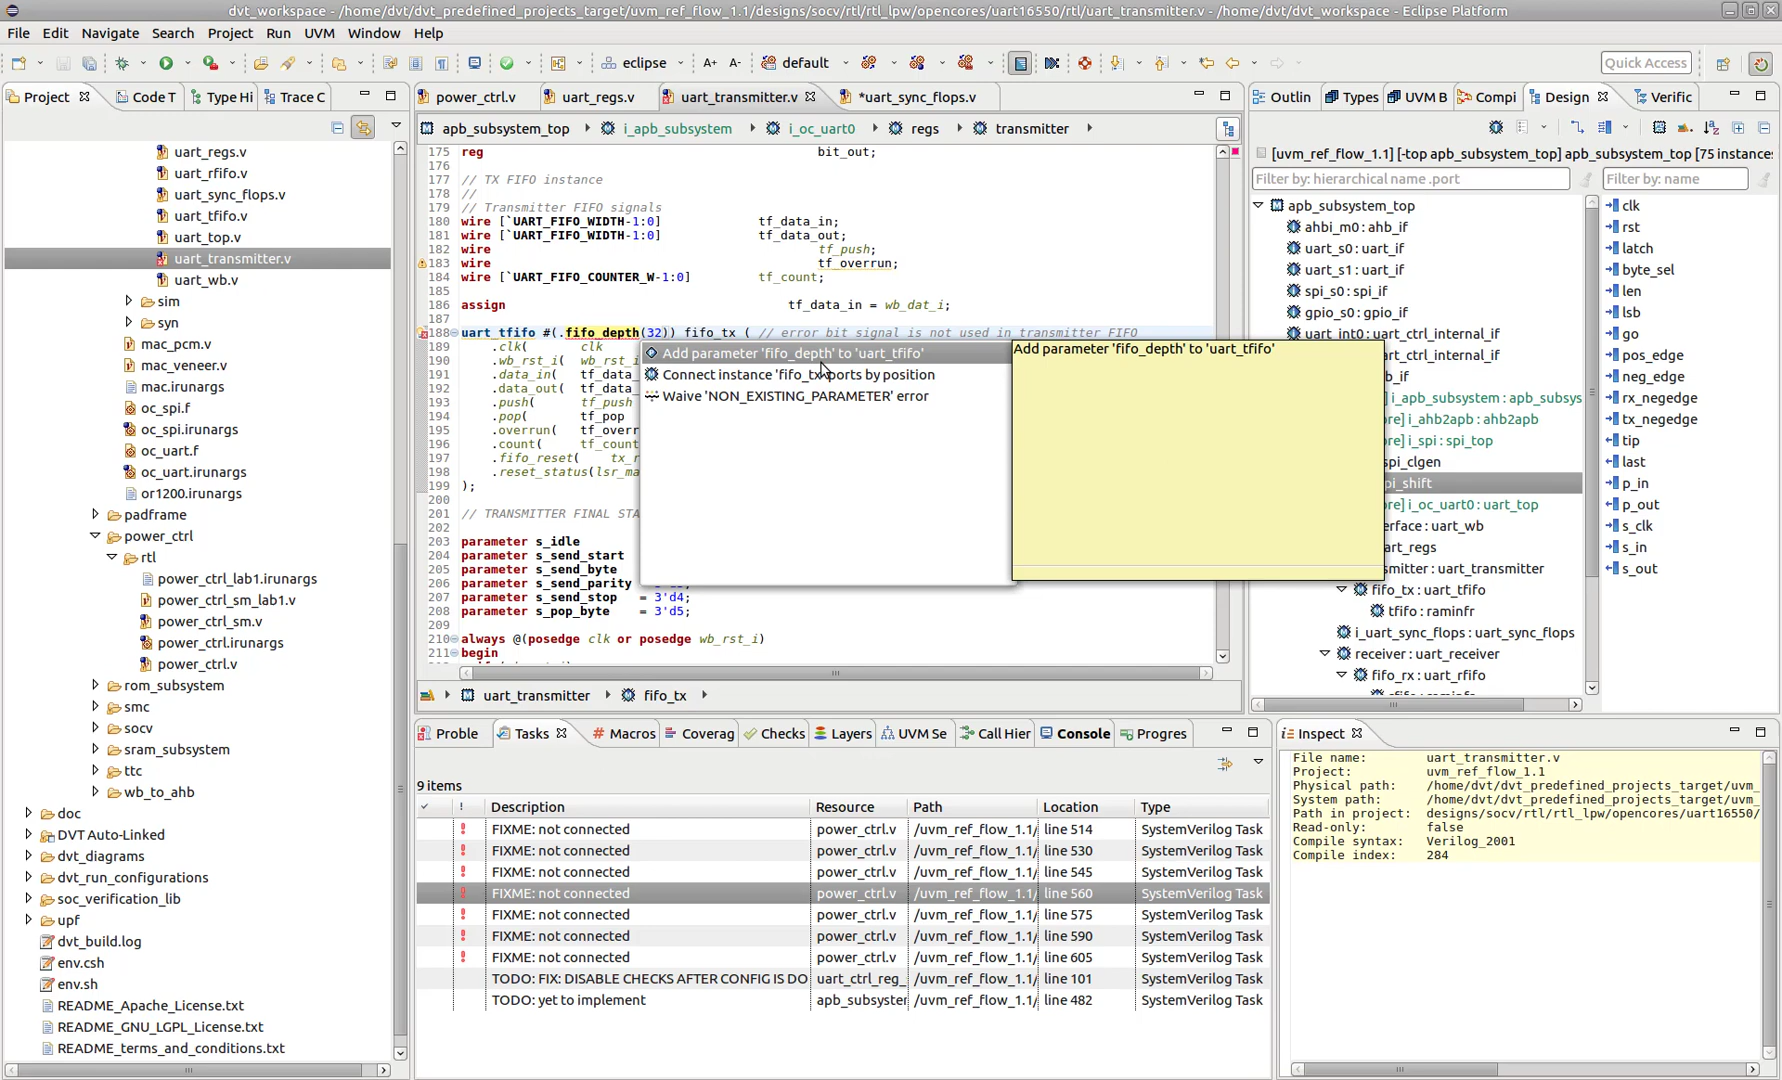 dvt_workspace - /home/dvt/dvt_predefined_projects_target/uvm_ref_flow_1.1/designs/socv/rtl/rtl_lpw/opencores/uart16550/rtl/uart_transmitter.v - /home/dvt/dvt_workspace - Eclipse Platform
File Edit Navigate Search Project Run UVM Window Help
eclipse A+ A- default Quick Access
Project Code T Type Hi Trace C
uart_regs.v
uart_rfifo.v
uart_sync_flops.v
uart_tfifo.v
uart_top.v
uart_transmitter.v
uart_wb.v
sim
syn
mac_pcm.v
mac_veneer.v
mac.irunargs
oc_spi.f
oc_spi.irunargs
oc_uart.f
oc_uart.irunargs
or1200.irunargs
padframe
power_ctrl
rtl
power_ctrl_lab1.irunargs
power_ctrl_sm_lab1.v
power_ctrl_sm.v
power_ctrl.irunargs
power_ctrl.v
rom_subsystem
smc
socv
sram_subsystem
ttc
wb_to_ahb
doc
DVT Auto-Linked
dvt_diagrams
dvt_run_configurations
soc_verification_lib
upf
dvt_build.log
env.csh
env.sh
README_Apache_License.txt
README_GNU_LGPL_License.txt
README_terms_and_conditions.txt
power_ctrl.v uart_regs.v uart_transmitter.v *uart_sync_flops.v
apb_subsystem_top i_apb_subsystem i_oc_uart0 regs transmitter
175 reg bit_out;
176
177 // TX FIFO instance
178 //
179 // Transmitter FIFO signals
180 wire [`UART_FIFO_WIDTH-1:0] tf_data_in;
181 wire [`UART_FIFO_WIDTH-1:0] tf_data_out;
182 wire tf_push;
183 wire tf_overrun;
184 wire [`UART_FIFO_COUNTER_W-1:0] tf_count;
185
186 assign tf_data_in = wb_dat_i;
187
188 uart_tfifo #(.fifo_depth(32)) fifo_tx ( // error bit signal is not used in transmitter FIFO
189 .clk( clk
190 .wb_rst_i( wb_rst_i
191 .data_in( tf_data_
192 .data_out( tf_data_
193 .push( tf_push
194 .pop( tf_pop
195 .overrun( tf_overr
196 .count( tf_count
197 .fifo_reset( tx_r
198 .reset_status(lsr_ma
199 );
200
201 // TRANSMITTER FINAL STA
202
203 parameter s_idle
204 parameter s_send_start
205 parameter s_send_byte
206 parameter s_send_parity
207 parameter s_send_stop = 3'd4;
208 parameter s_pop_byte = 3'd5;
209
210 always @(posedge clk or posedge wb_rst_i)
211 begin
Add parameter 'fifo_depth' to 'uart_tfifo'
Connect instance 'fifo_tx' ports by position
Waive 'NON_EXISTING_PARAMETER' error
Add parameter 'fifo_depth' to 'uart_tfifo'
uart_transmitter fifo_tx
Outlin Types UVM B Compi Design Verific
[uvm_ref_flow_1.1] [-top apb_subsystem_top] apb_subsystem_top [75 instances
Filter by: hierarchical name .port Filter by: name
apb_subsystem_top
ahbi_m0 : ahb_if
uart_s0 : uart_if
uart_s1 : uart_if
spi_s0 : spi_if
gpio_s0 : gpio_if
uart_int0 : uart_ctrl_internal_if
ctrl_internal_if
b_if
] i_apb_subsystem : apb_subsys
re] i_ahb2apb : ahb2apb
re] i_spi : spi_top
spi_clgen
pi_shift
re] i_oc_uart0 : uart_top
erface : uart_wb
art_regs
smitter : uart_transmitter
fifo_tx : uart_tfifo
tfifo : raminfr
i_uart_sync_flops : uart_sync_flops
receiver : uart_receiver
fifo_rx : uart_rfifo
clk
rst
latch
byte_sel
len
lsb
go
pos_edge
neg_edge
rx_negedge
tx_negedge
tip
last
p_in
p_out
s_clk
s_in
s_out
Proble Tasks Macros Coverag Checks Layers UVM Se Call Hier Console Progres
9 items
! Description Resource Path Location Type
! FIXME: not connected power_ctrl.v /uvm_ref_flow_1.1/ line 514 SystemVerilog Task
! FIXME: not connected power_ctrl.v /uvm_ref_flow_1.1/ line 530 SystemVerilog Task
! FIXME: not connected power_ctrl.v /uvm_ref_flow_1.1/ line 545 SystemVerilog Task
! FIXME: not connected power_ctrl.v /uvm_ref_flow_1.1/ line 560 SystemVerilog Task
! FIXME: not connected power_ctrl.v /uvm_ref_flow_1.1/ line 575 SystemVerilog Task
! FIXME: not connected power_ctrl.v /uvm_ref_flow_1.1/ line 590 SystemVerilog Task
! FIXME: not connected power_ctrl.v /uvm_ref_flow_1.1/ line 605 SystemVerilog Task
TODO: FIX: DISABLE CHECKS AFTER CONFIG IS DO uart_ctrl_reg_ /uvm_ref_flow_1.1/ line 101 SystemVerilog Task
TODO: yet to implement apb_subsyster /uvm_ref_flow_1.1/ line 482 SystemVerilog Task
Inspect
File name: uart_transmitter.v
Project: uvm_ref_flow_1.1
Physical path: /home/dvt/dvt_predefined_projects_target/uvm_
System path: /home/dvt/dvt_predefined_projects_target/uvm_
Path in project: designs/socv/rtl/rtl_lpw/opencores/uart16550/
Read-only: false
Compile syntax: Verilog_2001
Compile index: 284